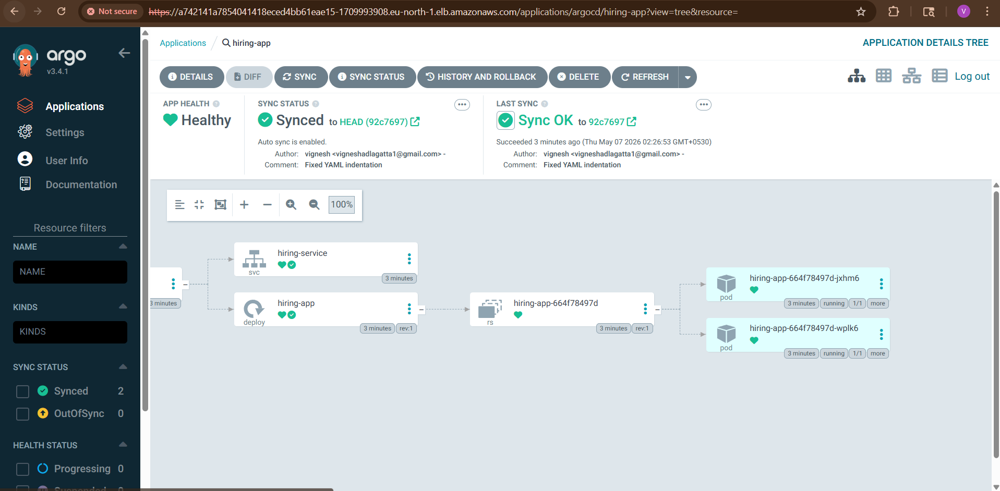 Not secure
https://a742141a7854041418eced4bb61eae15-1709993908.eu-north-1.elb.amazonaws.com/applications/argocd/hiring-app?view=tree&resource=
V
argo
v3.4.1
Applications
Settings
User Info
Documentation
Resource filters
NAME
NAME
KINDS
KINDS
SYNC STATUS
Synced 2
OutOfSync 0
HEALTH STATUS
Progressing 0
Suspended 0
Applications / hiring-app
APPLICATION DETAILS TREE
DETAILS
DIFF
SYNC
SYNC STATUS
HISTORY AND ROLLBACK
DELETE
REFRESH
Log out
APP HEALTH
Healthy
SYNC STATUS
Synced to HEAD (92c7697)
Auto sync is enabled.
Author: vignesh <vigneshadlagatta1@gmail.com> -
Comment: Fixed YAML indentation
LAST SYNC
Sync OK to 92c7697
Succeeded 3 minutes ago (Thu May 07 2026 02:26:53 GMT+0530)
Author: vignesh <vigneshadlagatta1@gmail.com> -
Comment: Fixed YAML indentation
100%
3 minutes
hiring-service
svc
3 minutes
hiring-app
deploy
3 minutes rev:1
hiring-app-664f78497d
rs
3 minutes rev:1
hiring-app-664f78497d-jxhm6
pod
3 minutes running 1/1 more
hiring-app-664f78497d-wplk6
pod
3 minutes running 1/1 more